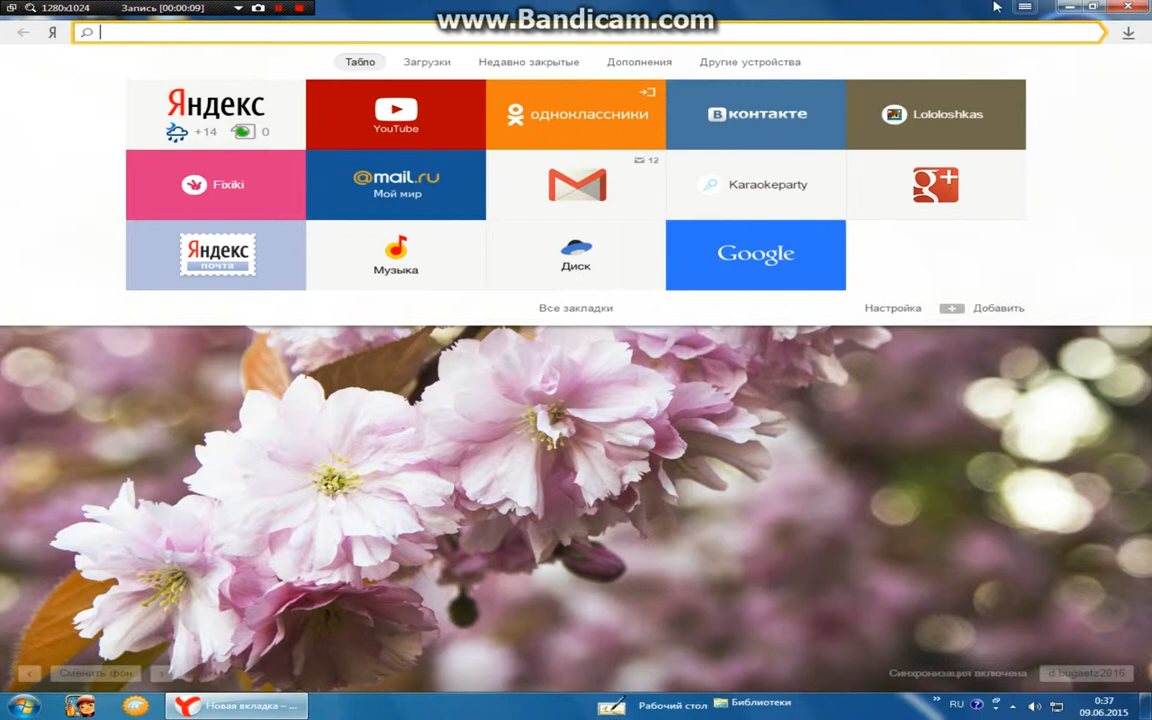 1280x1024 Запись [00:00:09]
www.Bandicam.com
Я
Табло Загрузки Недавно закрытые Дополнения Другие устройства
Яндекс
+14 0
YouTube
одноклассники
В контакте
Lololoshkas
Fixiki
@mail.ru
Мой мир
12
Karaokeparty
g+
Яндекс
почта
Музыка
Диск
Google
Все закладки
Настройка
Добавить
Сменить фон
Синхронизация включена
d.bugaetz2016
Новая вкладка – ...
Рабочий стол
Библиотеки
»
RU
0:37
09.06.2015